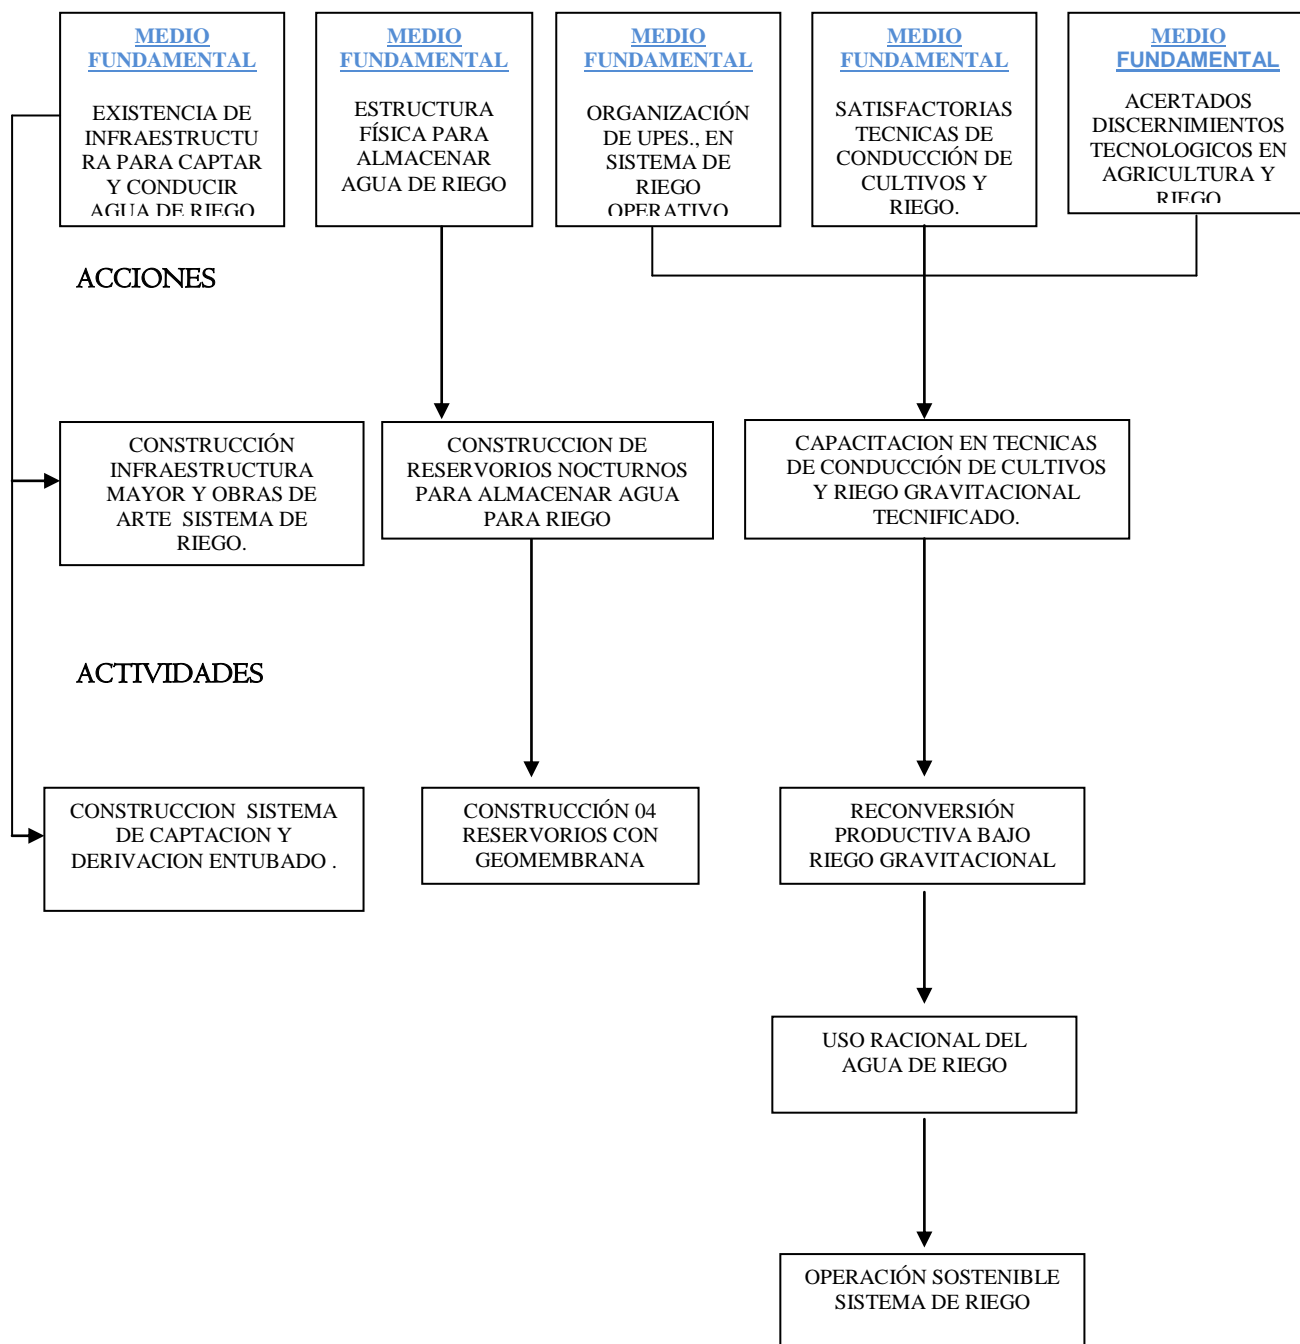 MEDIO
FUNDAMENTAL
EXISTENCIA DE
INFRAESTRUCTU
RA PARA CAPTAR
Y CONDUCIR
AGUA DE RIEGO
MEDIO
FUNDAMENTAL
ESTRUCTURA
FÍSICA PARA
ALMACENAR
AGUA DE RIEGO
MEDIO
FUNDAMENTAL
ORGANIZACIÓN
DE UPES., EN
SISTEMA DE
RIEGO
OPERATIVO
MEDIO
FUNDAMENTAL
SATISFACTORIAS
TECNICAS DE
CONDUCCIÓN DE
CULTIVOS Y
RIEGO.
MEDIO
FUNDAMENTAL
ACERTADOS
DISCERNIMIENTOS
TECNOLOGICOS EN
AGRICULTURA Y
RIEGO
ACCIONES
CONSTRUCCIÓN
INFRAESTRUCTURA
MAYOR Y OBRAS DE
ARTE SISTEMA DE
RIEGO.
CONSTRUCCION DE
RESERVORIOS NOCTURNOS
PARA ALMACENAR AGUA
PARA RIEGO
CAPACITACION EN TECNICAS
DE CONDUCCIÓN DE CULTIVOS
Y RIEGO GRAVITACIONAL
TECNIFICADO.
ACTIVIDADES
CONSTRUCCION SISTEMA
DE CAPTACION Y
DERIVACION ENTUBADO .
CONSTRUCCIÓN 04
RESERVORIOS CON
GEOMEMBRANA
RECONVERSIÓN
PRODUCTIVA BAJO
RIEGO GRAVITACIONAL
USO RACIONAL DEL
AGUA DE RIEGO
OPERACIÓN SOSTENIBLE
SISTEMA DE RIEGO